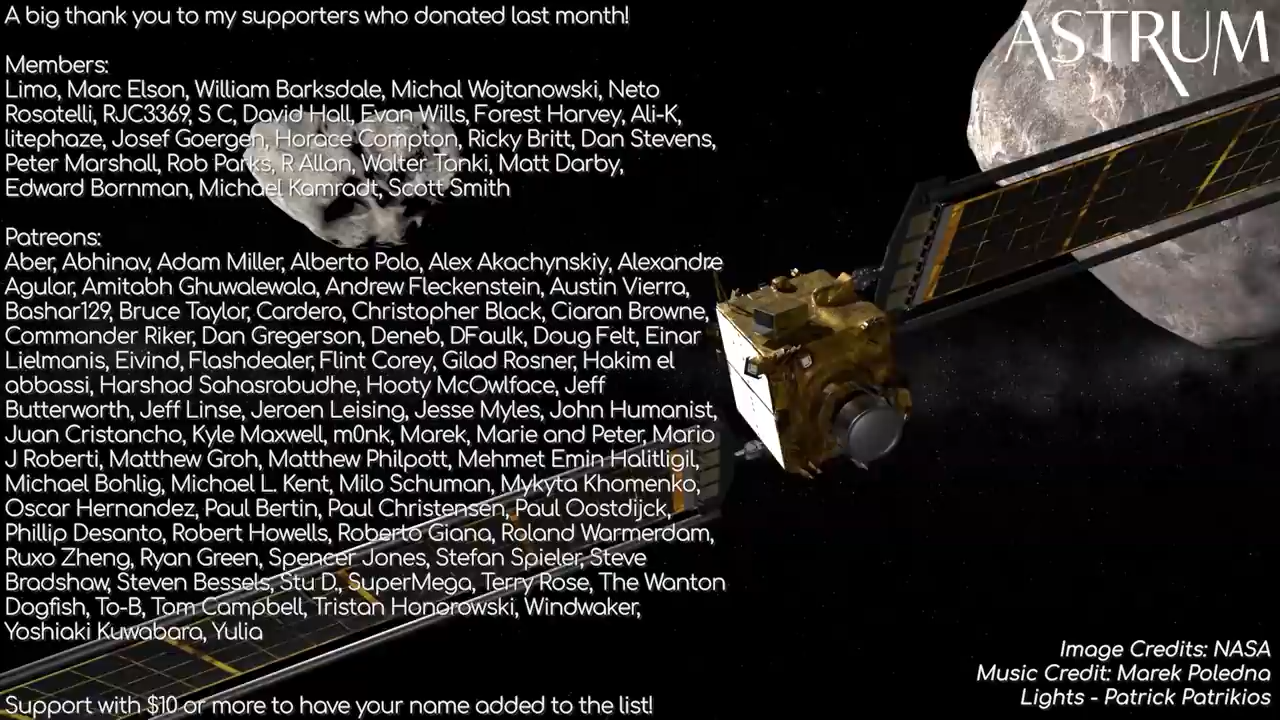 A big thank you to my supporters who donated last month!
ASTRUM
Members:
Limo, Marc Elson, William Barksdale, Michal Wojtanowski, Neto
Rosatelli, RJC3369, S C, David Hall, Evan Wills, Forest Harvey, Ali-K,
litephaze, Josef Goergen, Horace Compton, Ricky Britt, Dan Stevens,
Peter Marshall, Rob Parks, R Allan, Walter Tanki, Matt Darby,
Edward Bornman, Michael Kamradt, Scott Smith
Patreons:
Aber, Abhinav, Adam Miller, Alberto Polo, Alex Akachynskiy, Alexandre
Agular, Amitabh Ghuwalewala, Andrew Fleckenstein, Austin Vierra,
Bashar129, Bruce Taylor, Cardero, Christopher Black, Ciaran Browne,
Commander Riker, Dan Gregerson, Deneb, DFaulk, Doug Felt, Einar
Lielmanis, Eivind, Flashdealer, Flint Corey, Gilad Rosner, Hakim el
abbassi, Harshad Sahasrabudhe, Hooty McOwlface, Jeff
Butterworth, Jeff Linse, Jeroen Leising, Jesse Myles, John Humanist,
Juan Cristancho, Kyle Maxwell, m0nk, Marek, Marie and Peter, Mario
J Roberti, Matthew Groh, Matthew Philpott, Mehmet Emin Halitligil,
Michael Bohlig, Michael L. Kent, Milo Schuman, Mykyta Khomenko,
Oscar Hernandez, Paul Bertin, Paul Christensen, Paul Oostdijck,
Phillip Desanto, Robert Howells, Roberto Giana, Roland Warmerdam,
Ruxo Zheng, Ryan Green, Spencer Jones, Stefan Spieler, Steve
Bradshaw, Steven Bessels, Stu D., SuperMega, Terry Rose, The Wanton
Dogfish, To-B, Tom Campbell, Tristan Honorowski, Windwaker,
Yoshiaki Kuwabara, Yulia
Support with $10 or more to have your name added to the list!
Image Credits: NASA
Music Credit: Marek Poledna
Lights - Patrick Patrikios